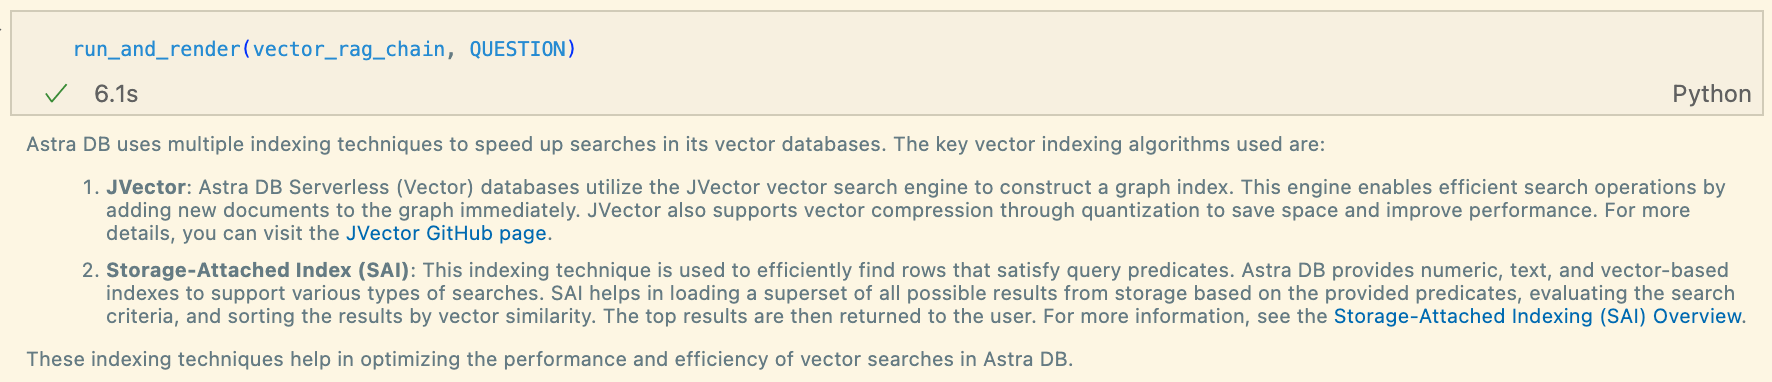 run_and_render(vector_rag_chain, QUESTION)
6.1s
Python
Astra DB uses multiple indexing techniques to speed up searches in its vector databases. The key vector indexing algorithms used are:
1. JVector: Astra DB Serverless (Vector) databases utilize the JVector vector search engine to construct a graph index. This engine enables efficient search operations by
adding new documents to the graph immediately. JVector also supports vector compression through quantization to save space and improve performance. For more
details, you can visit the JVector GitHub page.
2. Storage-Attached Index (SAI): This indexing technique is used to efficiently find rows that satisfy query predicates. Astra DB provides numeric, text, and vector-based
indexes to support various types of searches. SAI helps in loading a superset of all possible results from storage based on the provided predicates, evaluating the search
criteria, and sorting the results by vector similarity. The top results are then returned to the user. For more information, see the Storage-Attached Indexing (SAI) Overview.
These indexing techniques help in optimizing the performance and efficiency of vector searches in Astra DB.